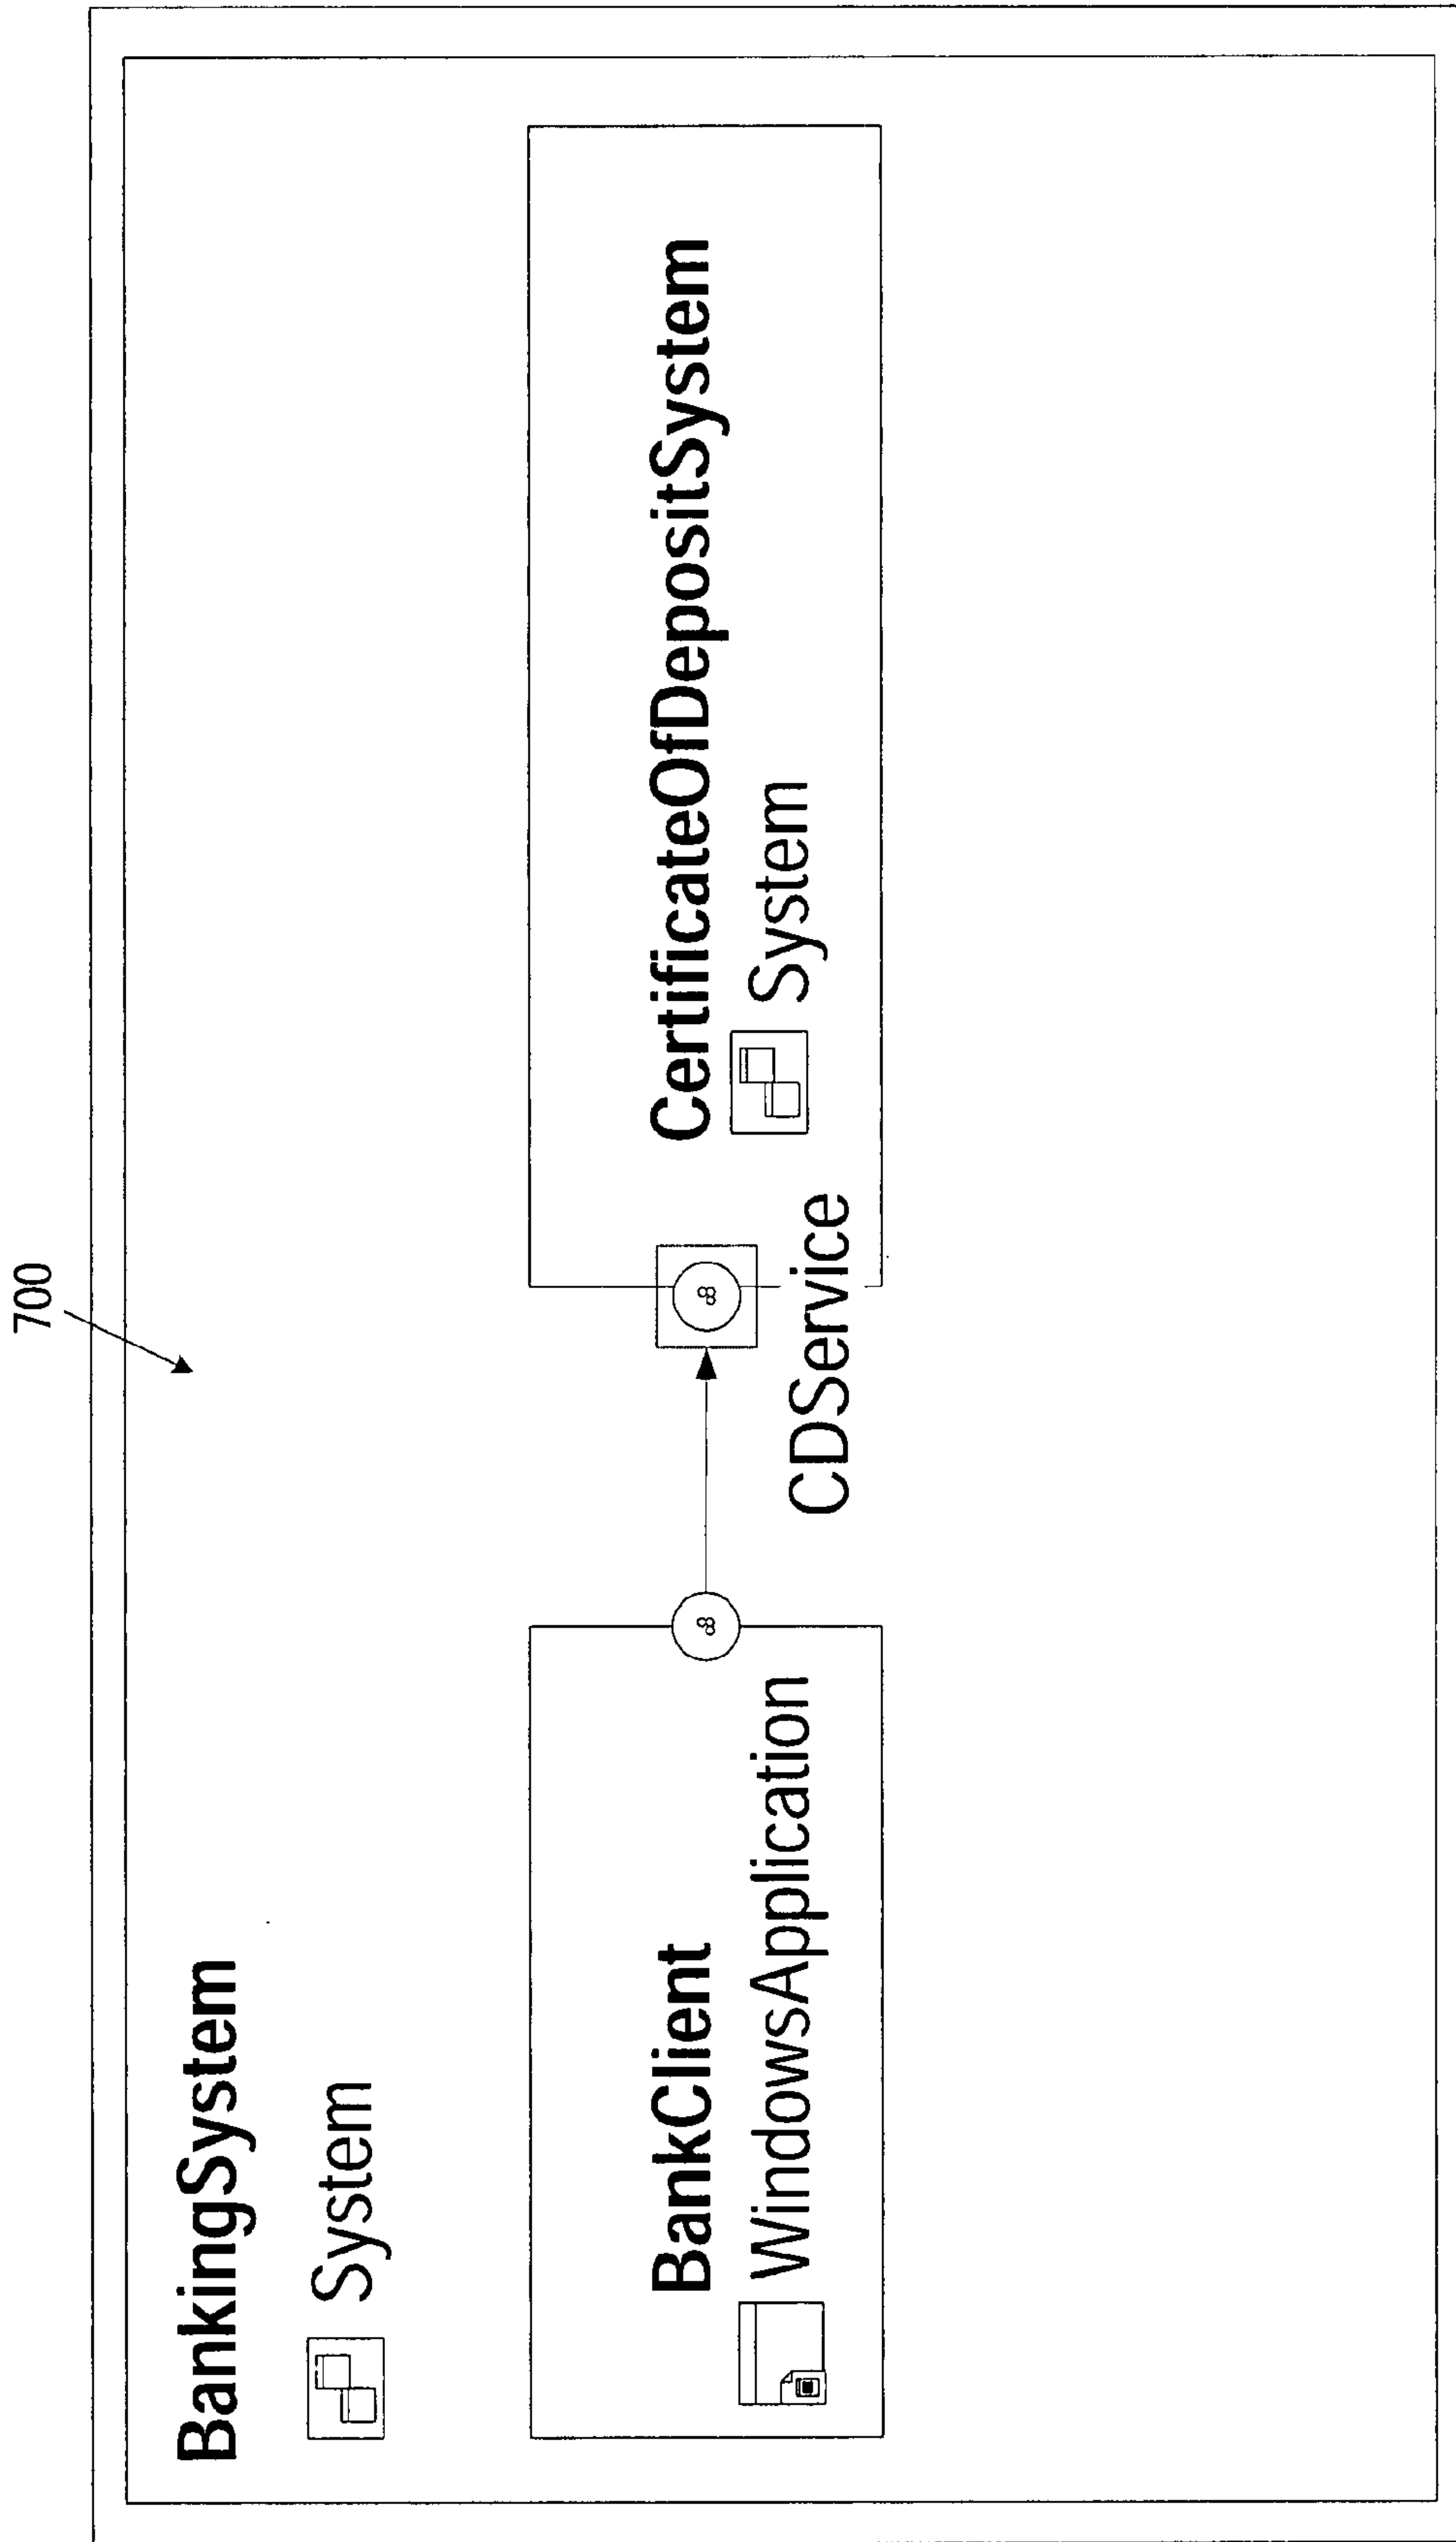 700
BankingSystem
System
BankClient
WindowsApplication
CDService
CertificateOfDepositSystem
System